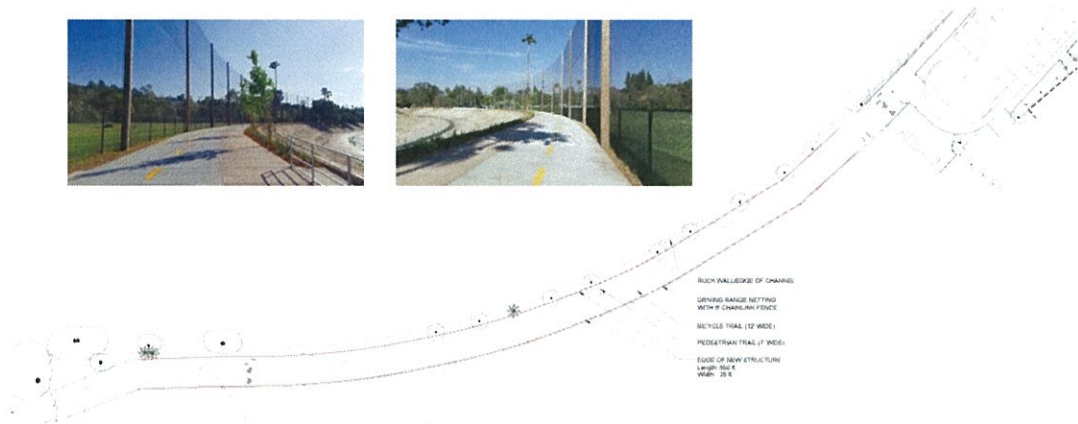 ROCK WALL/EDGE OF CHANNEL
DRIVING RANGE NETTING
WITH 8' CHAINLINK FENCE
BICYCLE TRAIL (12' WIDE)
PEDESTRIAN TRAIL (7' WIDE)
EDGE OF NEW STRUCTURE
Length:
Width: